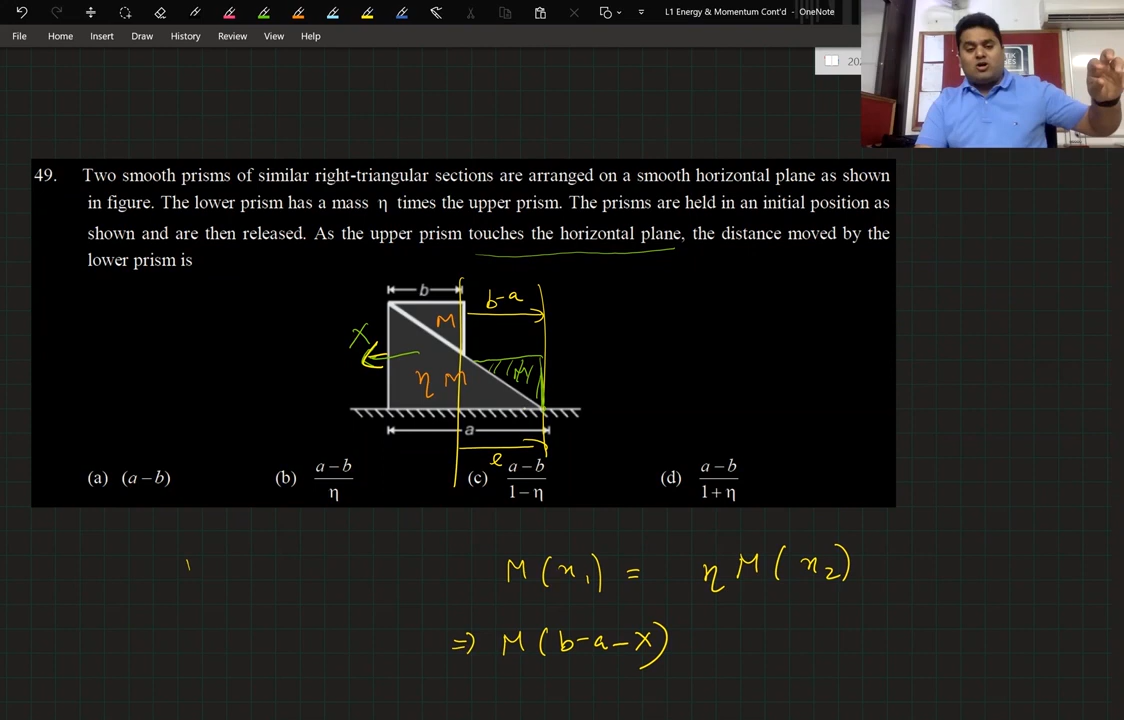 L1 Energy & Momentum Cont'd - OneNote
File Home Insert Draw History Review View Help
202
49. Two smooth prisms of similar right-triangular sections are arranged on a smooth horizontal plane as shown
in figure. The lower prism has a mass η times the upper prism. The prisms are held in an initial position as
shown and are then released. As the upper prism touches the horizontal plane, the distance moved by the
lower prism is
b
b-a
M
X
M
η M
a
l
(a) (a – b) (b) a – b / η (c) a – b / 1 – η (d) a – b / 1 + η
M(x₁) = ηM(x₂)
⇒ M(b-a-X)